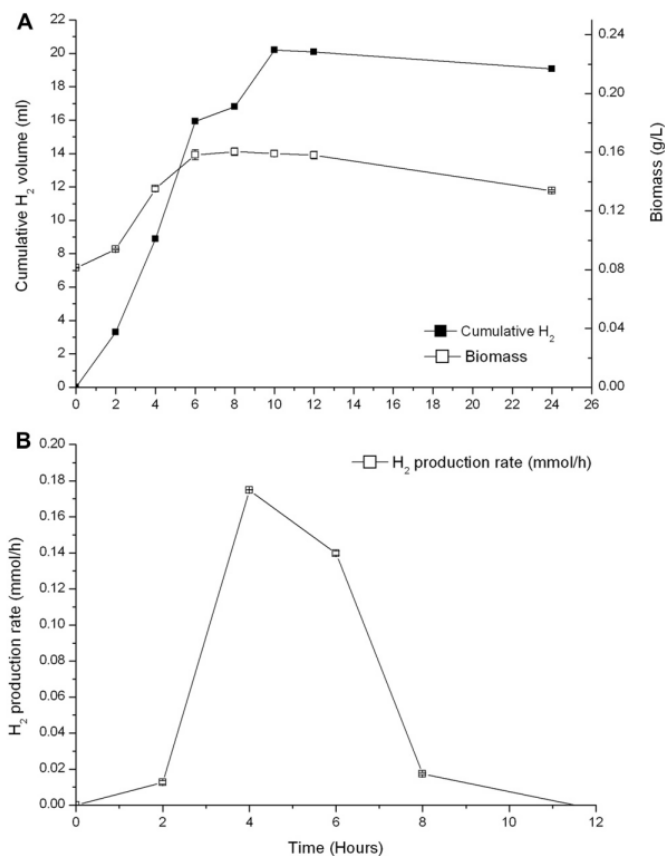 A
22
20
18
16
14
12
10
8
6
4
2
0
Cumulative H2 volume (ml)
0.24
0.20
0.16
0.12
0.08
0.04
0.00
Biomass (g/L)
Cumulative H2
Biomass
0 2 4 6 8 10 12 14 16 18 20 22 24 26
B
0.20
0.18
0.16
0.14
0.12
0.10
0.08
0.06
0.04
0.02
0.00
H2 production rate (mmol/h)
H2 production rate (mmol/h)
0 2 4 6 8 10 12
Time (Hours)